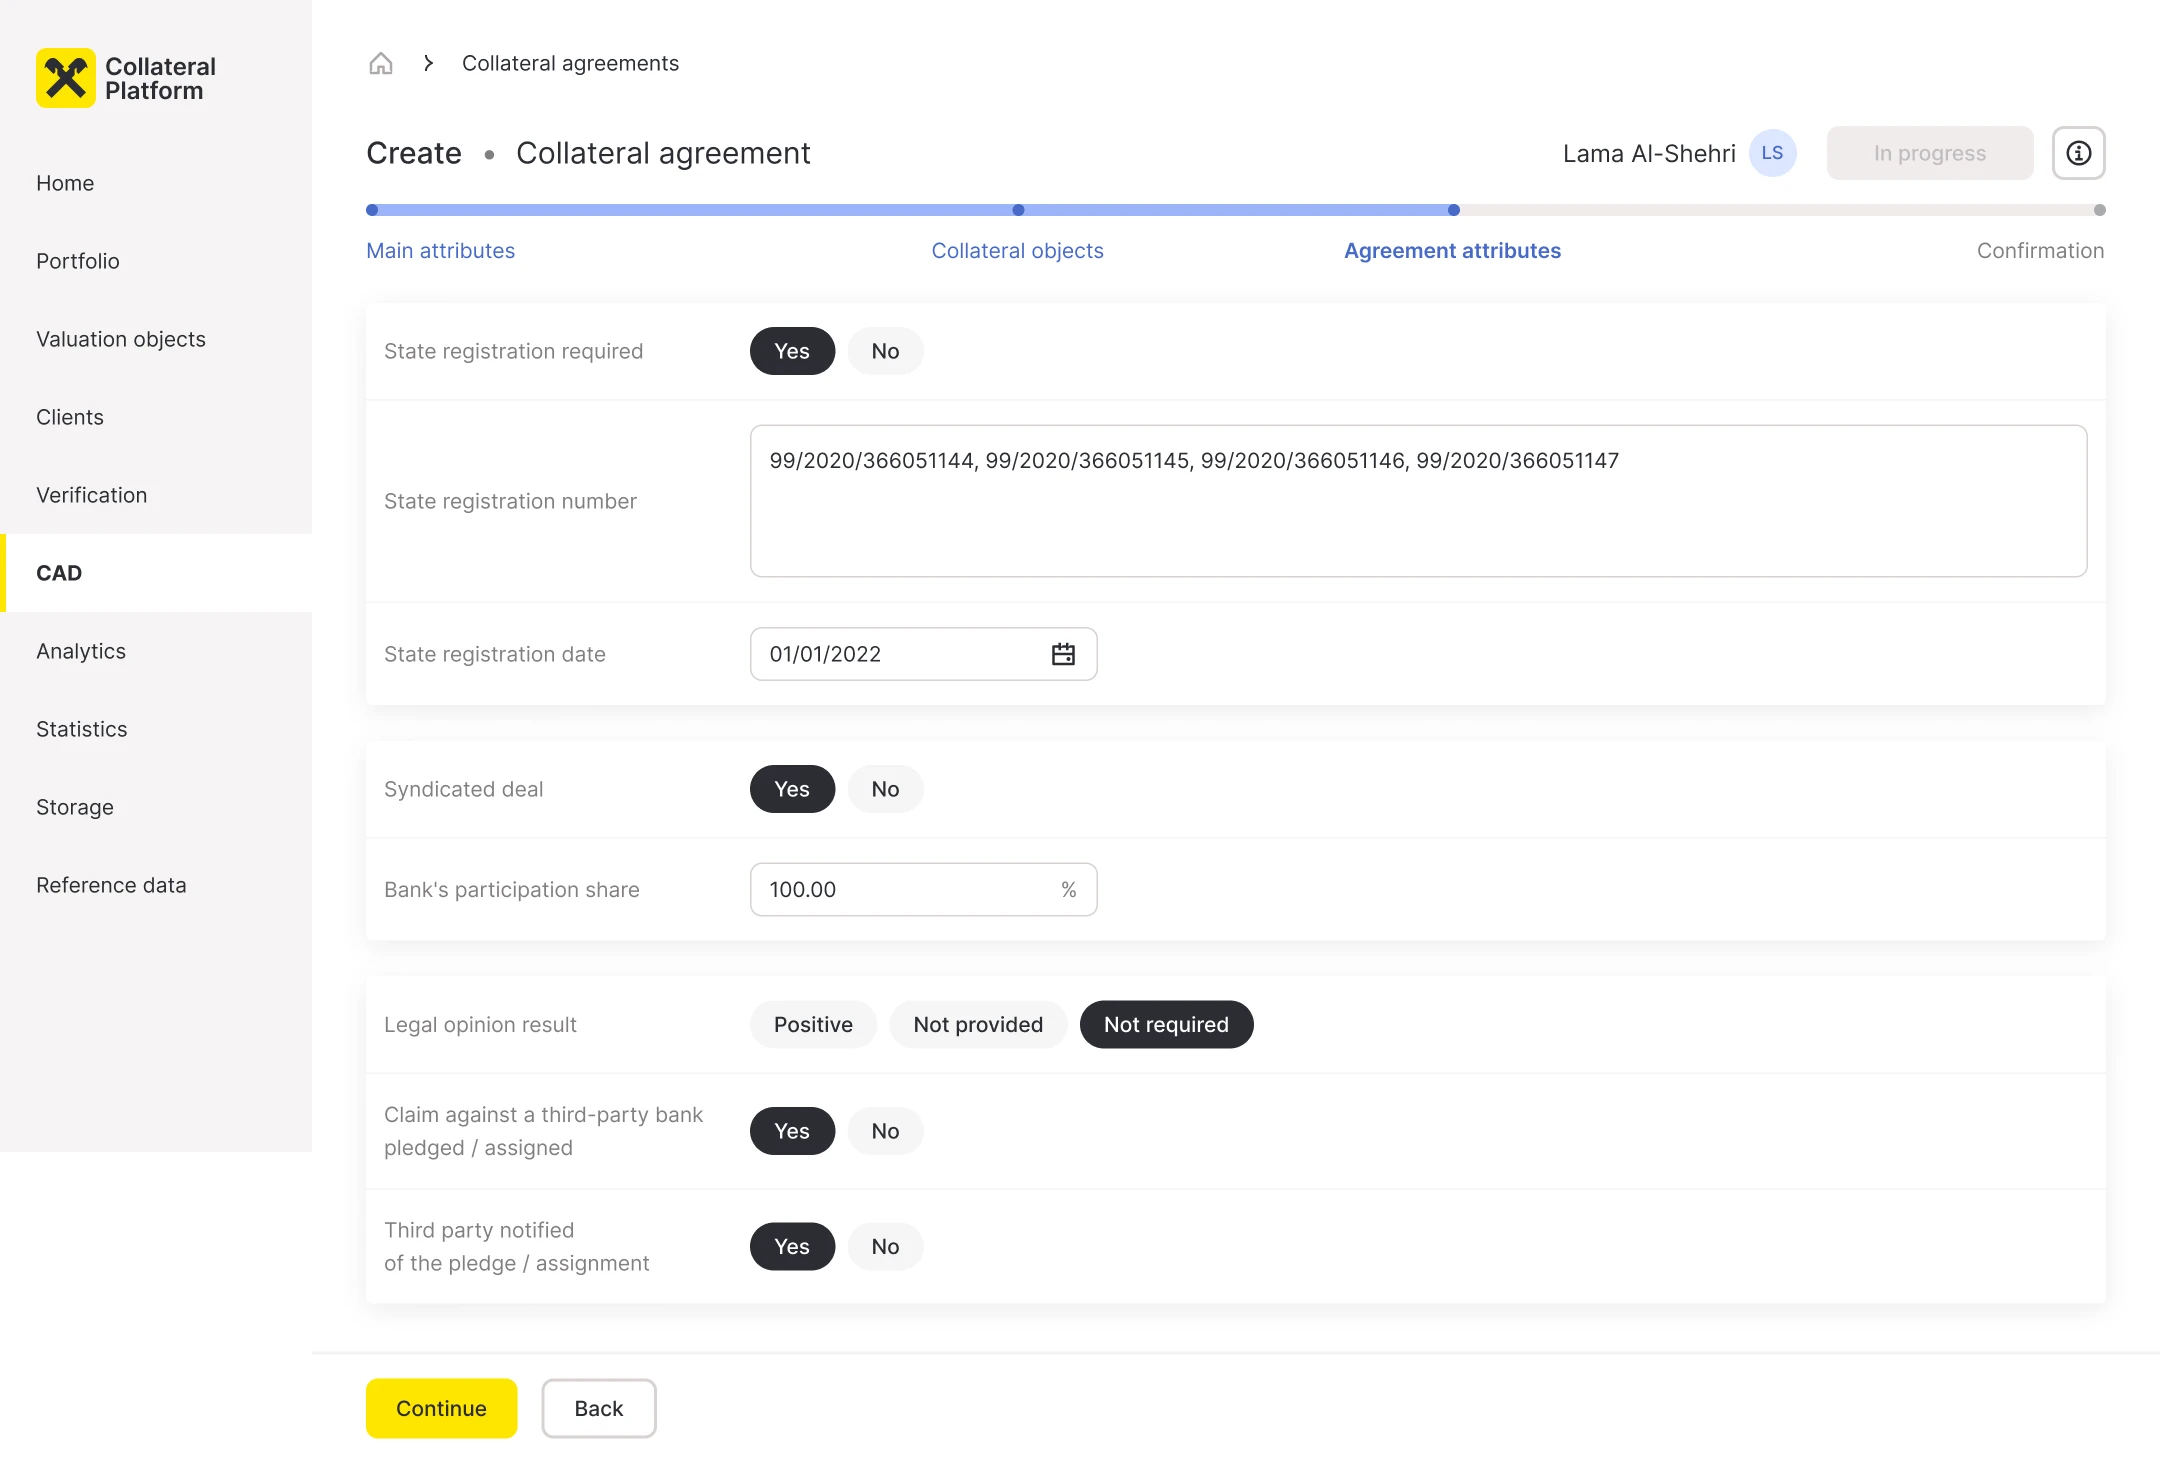 Collateral
Platform
Home
Portfolio
Valuation objects
Clients
Verification
CAD
Analytics
Statistics
Storage
Reference data
Collateral agreements
Create • Collateral agreement
Lama Al-Shehri LS In progress
Main attributes Collateral objects Agreement attributes Confirmation
State registration required Yes No
State registration number 99/2020/366051144, 99/2020/366051145, 99/2020/366051146, 99/2020/366051147
State registration date 01/01/2022
Syndicated deal Yes No
Bank's participation share 100.00 %
Legal opinion result Positive Not provided Not required
Claim against a third-party bank
pledged / assigned
Yes No
Third party notified
of the pledge / assignment
Yes No
Continue Back